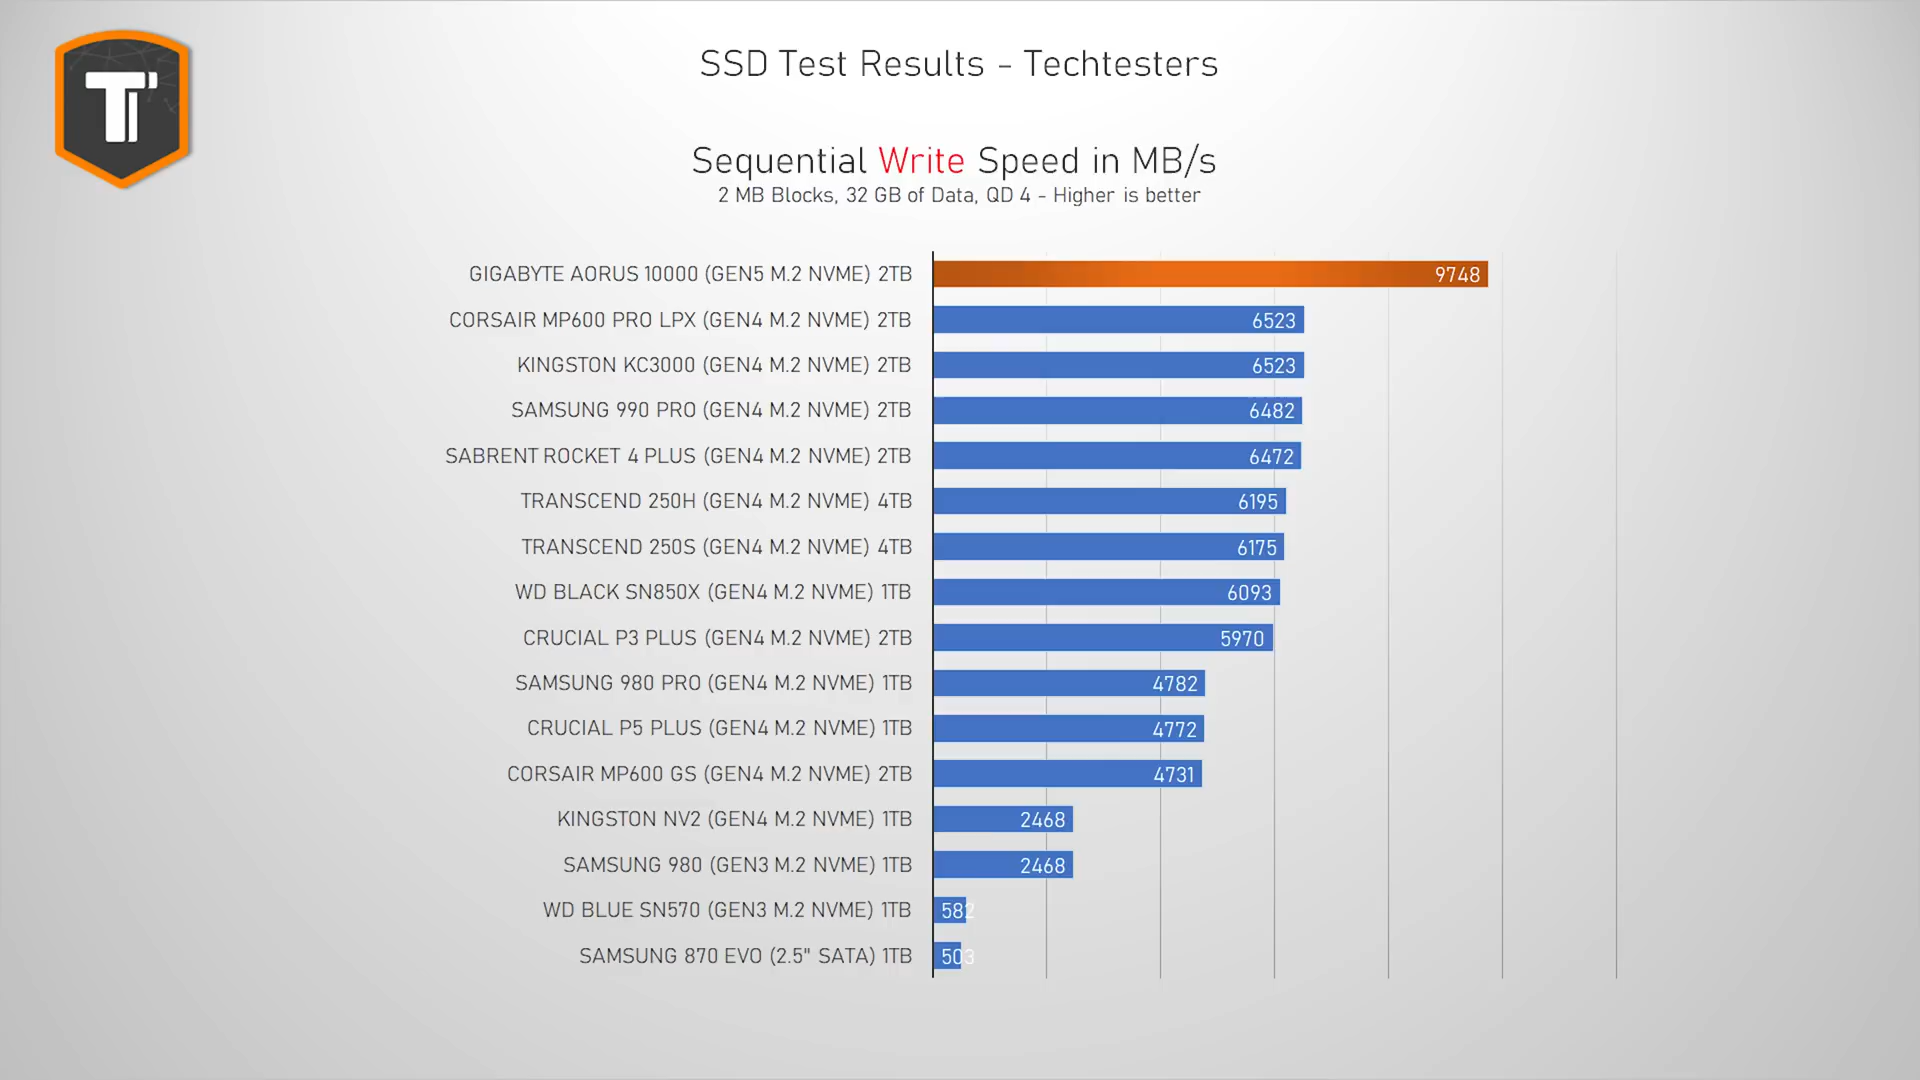 SSD Test Results - Techtesters
Sequential Write Speed in MB/s
2 MB Blocks, 32 GB of Data, QD 4 - Higher is better
GIGABYTE AORUS 10000 (GEN5 M.2 NVME) 2TB 9748
CORSAIR MP600 PRO LPX (GEN4 M.2 NVME) 2TB 6523
KINGSTON KC3000 (GEN4 M.2 NVME) 2TB 6523
SAMSUNG 990 PRO (GEN4 M.2 NVME) 2TB 6482
SABRENT ROCKET 4 PLUS (GEN4 M.2 NVME) 2TB 6472
TRANSCEND 250H (GEN4 M.2 NVME) 4TB 6195
TRANSCEND 250S (GEN4 M.2 NVME) 4TB 6175
WD BLACK SN850X (GEN4 M.2 NVME) 1TB 6093
CRUCIAL P3 PLUS (GEN4 M.2 NVME) 2TB 5970
SAMSUNG 980 PRO (GEN4 M.2 NVME) 1TB 4782
CRUCIAL P5 PLUS (GEN4 M.2 NVME) 1TB 4772
CORSAIR MP600 GS (GEN4 M.2 NVME) 2TB 4731
KINGSTON NV2 (GEN4 M.2 NVME) 1TB 2468
SAMSUNG 980 (GEN3 M.2 NVME) 1TB 2468
WD BLUE SN570 (GEN3 M.2 NVME) 1TB 582
SAMSUNG 870 EVO (2.5" SATA) 1TB 503